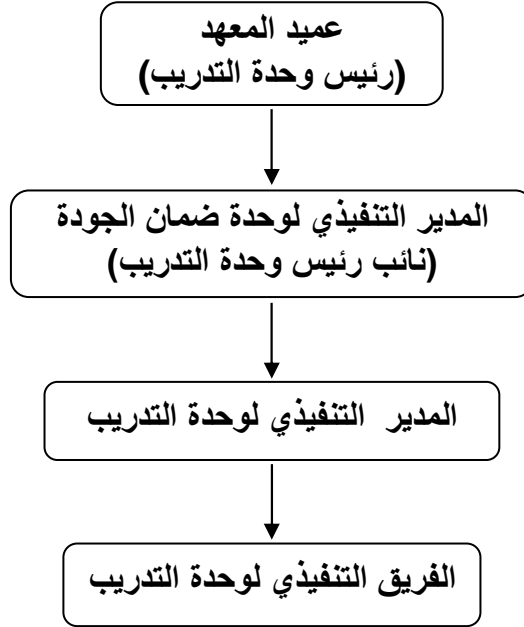 عميد المعهد
(رئيس وحدة التدريب)
المدير التنفيذي لوحدة ضمان الجودة
(نائب رئيس وحدة التدريب)
المدير التنفيذي لوحدة التدريب
الفريق التنفيذي لوحدة التدريب